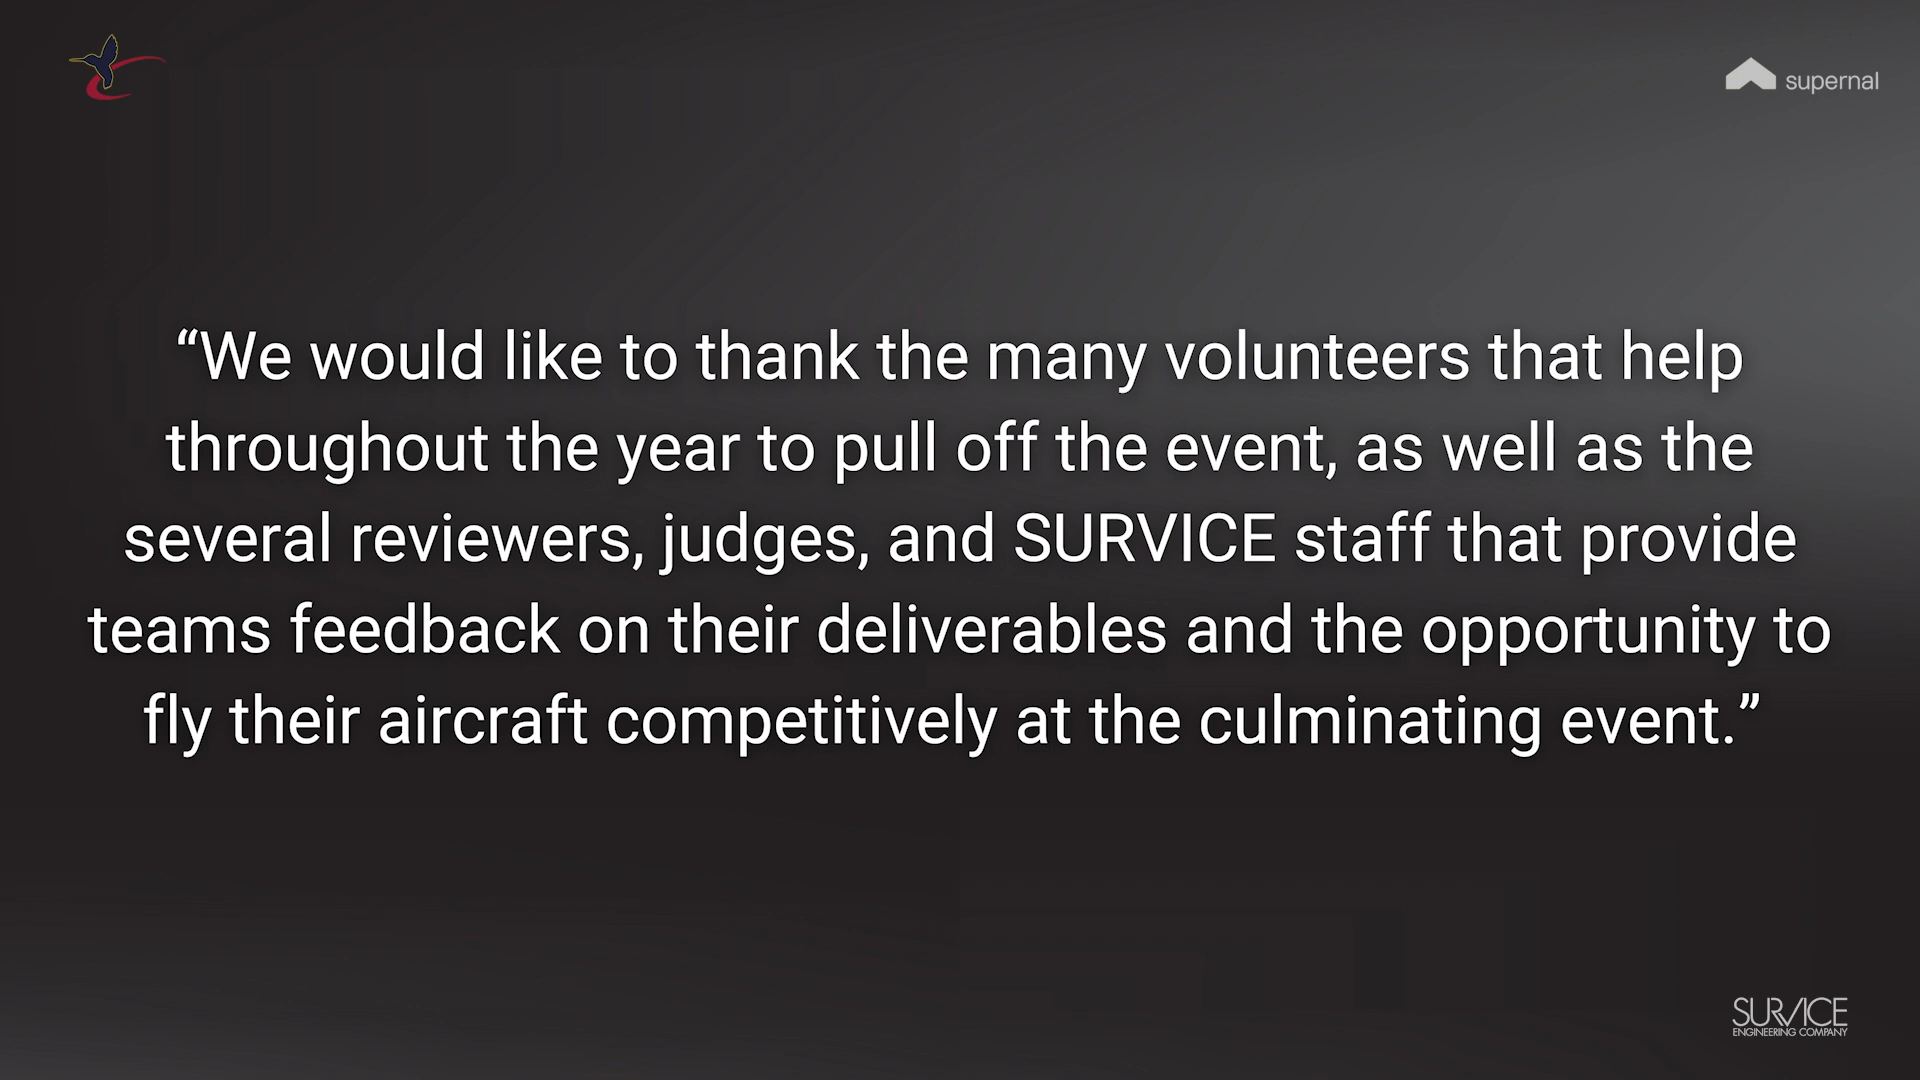 supernal
“We would like to thank the many volunteers that help
throughout the year to pull off the event, as well as the
several reviewers, judges, and SURVICE staff that provide
teams feedback on their deliverables and the opportunity to
fly their aircraft competitively at the culminating event.”
SURVICE
ENGINEERING COMPANY